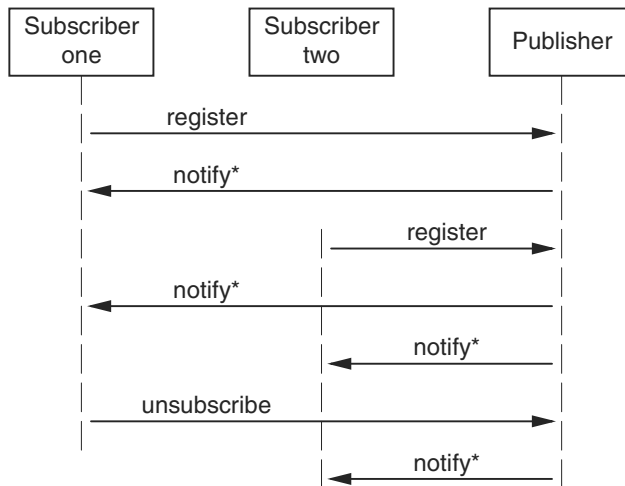 Subscriber
one
Subscriber
two
Publisher
register
notify*
register
notify*
notify*
unsubscribe
notify*